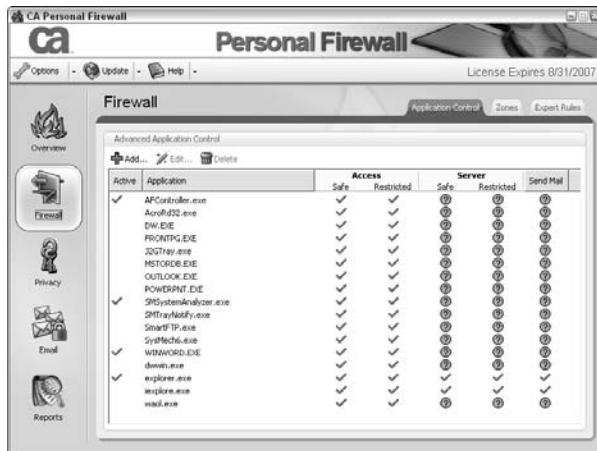 CA Personal Firewall
ca
Personal Firewall
Options
Update
Help
License Expires 8/31/2007
Firewall
Application Control
Zones
Expert Rules
Overview
Firewall
Privacy
Email
Reports
Advanced Application Control
Add...
Edit...
Delete
Active
Application
Access
Safe
Restricted
Server
Safe
Restricted
Send Mail
AFController.exe
AcroRd32.exe
DW.EXE
FRONTPG.EXE
J2GTray.exe
MSTORDB.EXE
OUTLOOK.EXE
POWERPNT.EXE
SMSystemAnalyzer.exe
SMTrayNotify.exe
SmartFTP.exe
SysMech6.exe
WINWORD.EXE
dwwin.exe
explorer.exe
iexplore.exe
waol.exe